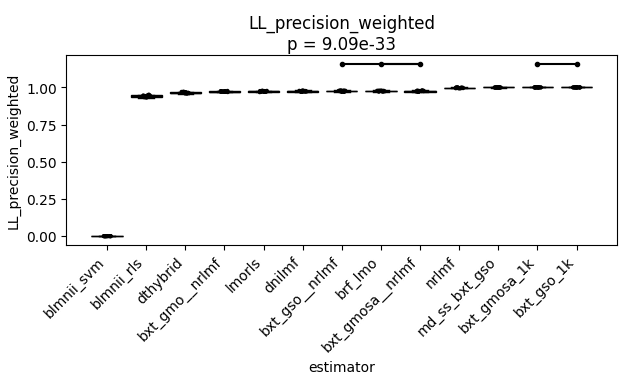 LL_precision_weighted
p = 9.09e-33
LL_precision_weighted
1.00
0.75
0.50
0.25
0.00
blmnii_svm
blmnii_rls
dthybrid
bxt_gmo__nrlmf
lmorls
dnilmf
bxt_gso__nrlmf
brf_lmo
bxt_gmosa__nrlmf
nrlmf
md_ss_bxt_gso
bxt_gmosa_1k
bxt_gso_1k
estimator